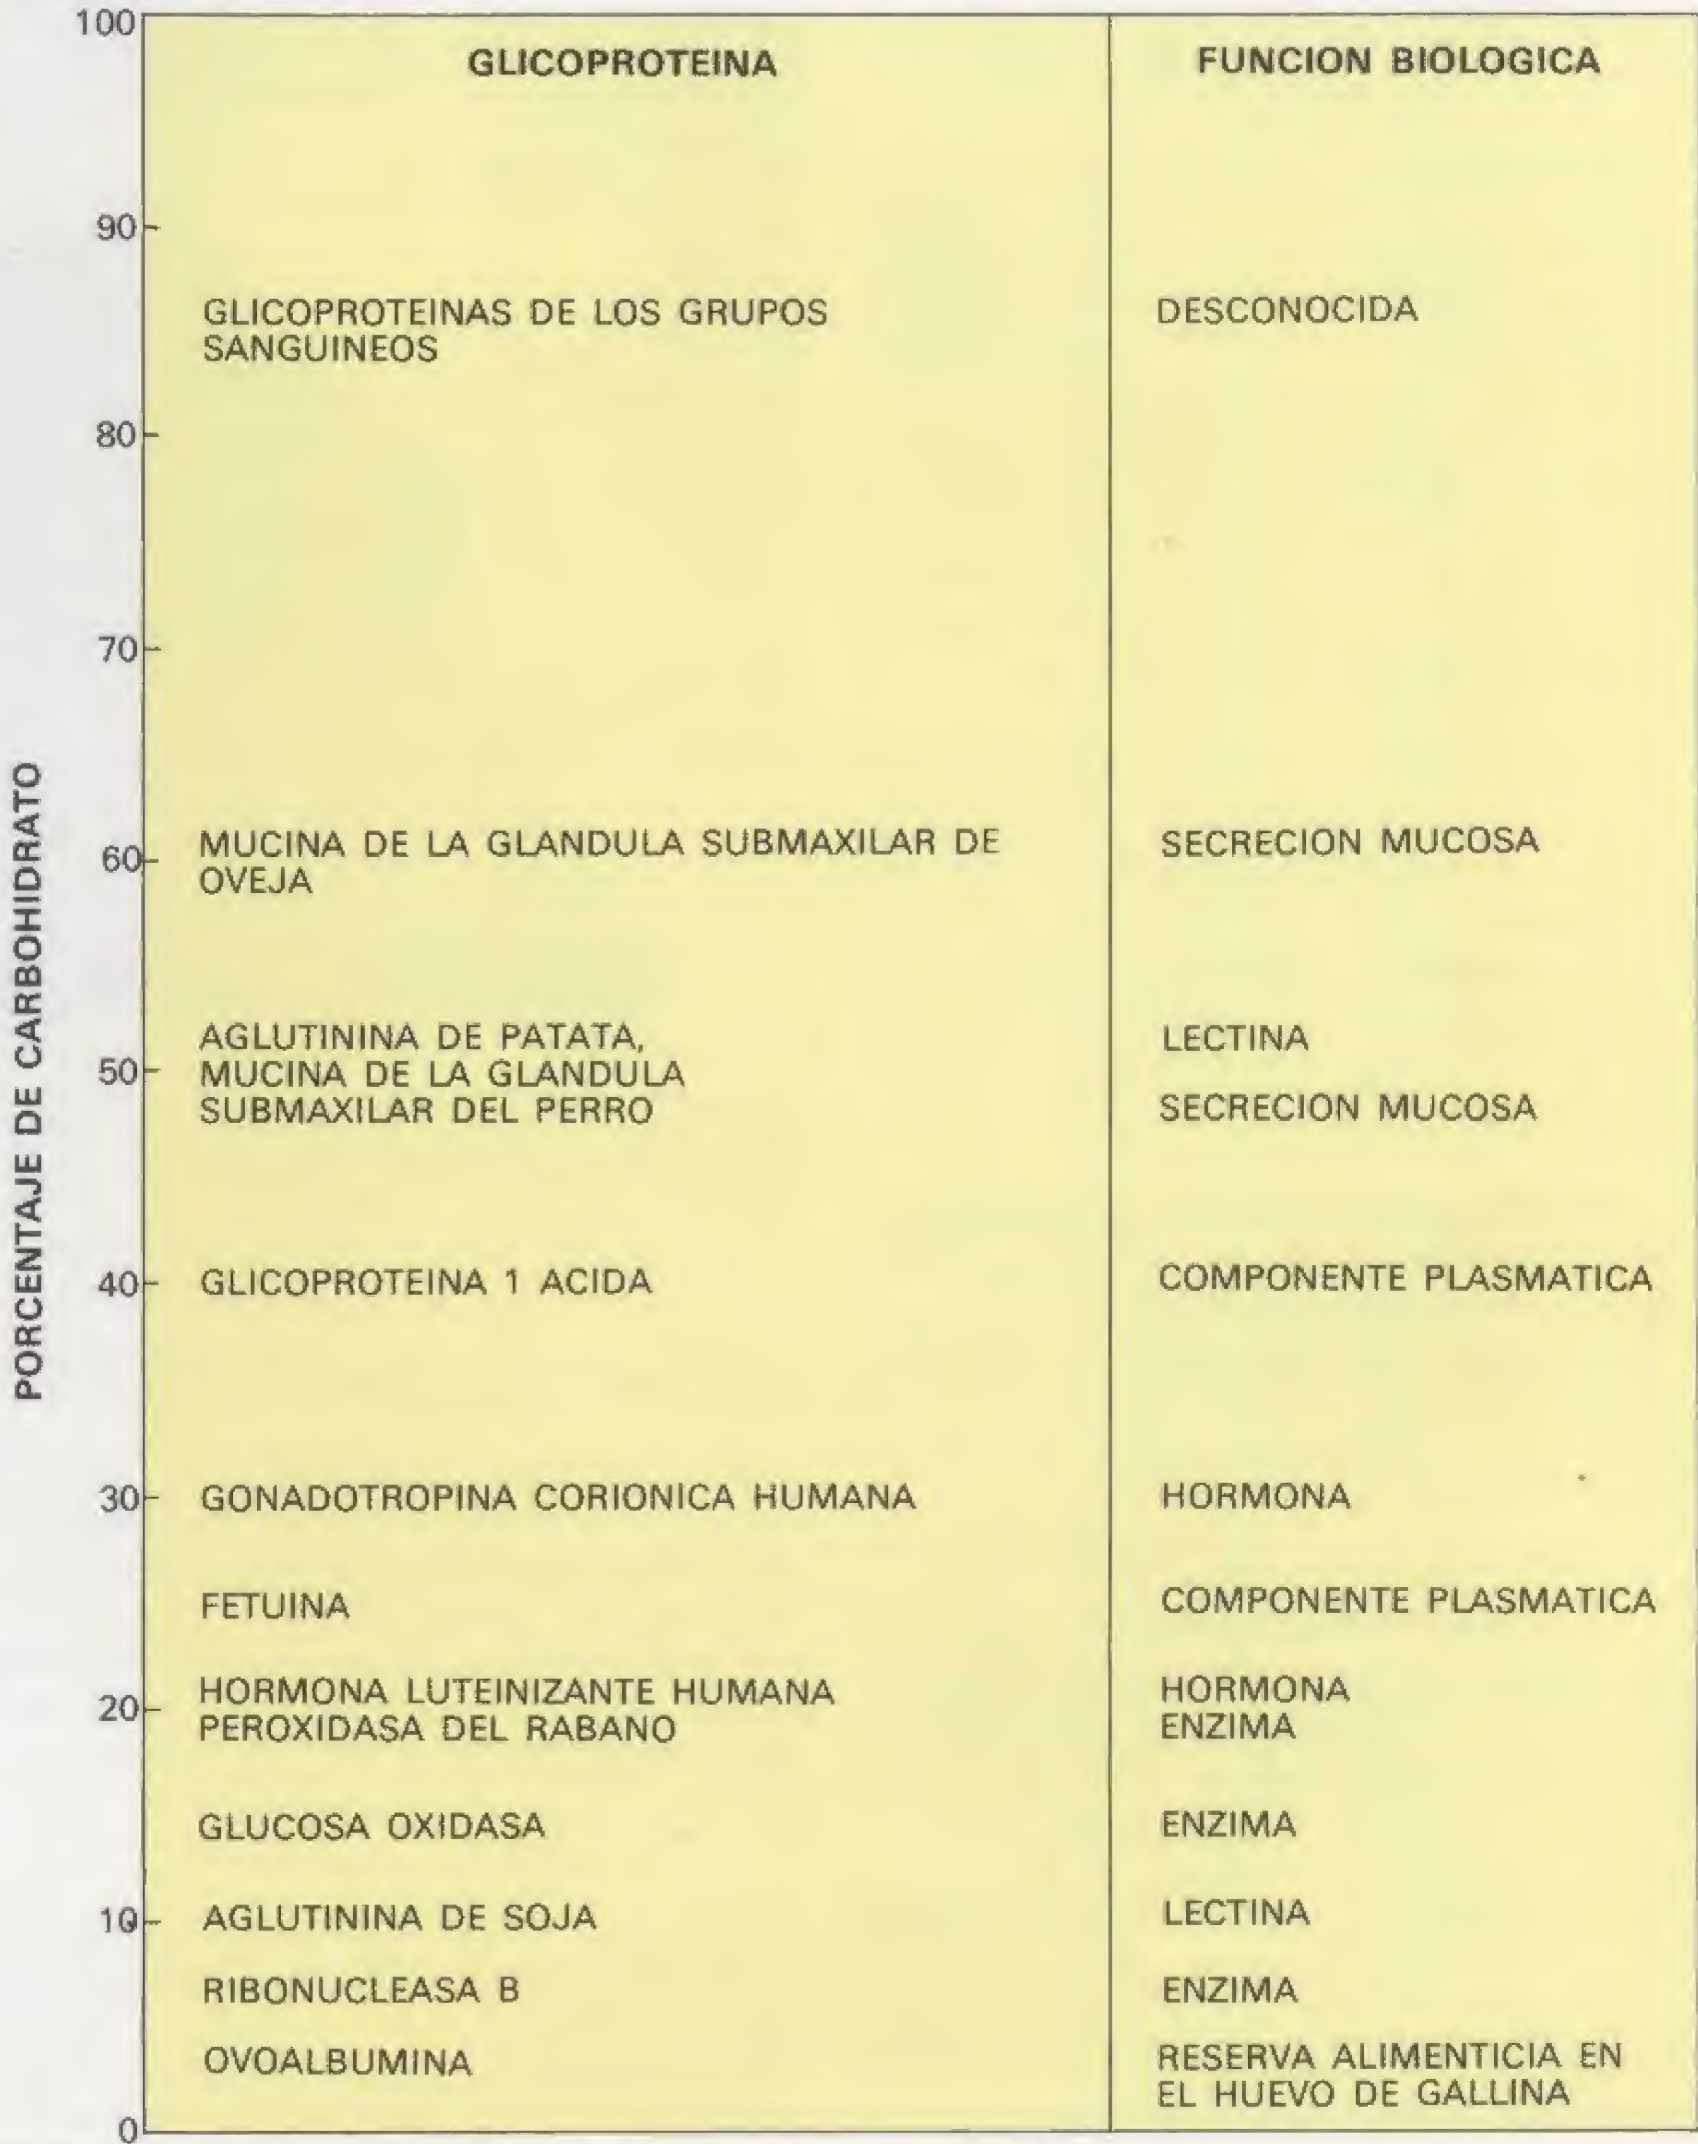 100
GLICOPROTEINA
FUNCION BIOLOGICA
90
GLICOPROTEINAS DE LOS GRUPOS
SANGUINEOS
DESCONOCIDA
80
70
PORCENTAJE DE CARBOHIDRATO
60
MUCINA DE LA GLANDULA SUBMAXILAR DE
OVEJA
SECRECION MUCOSA
50
AGLUTININA DE PATATA,
MUCINA DE LA GLANDULA
SUBMAXILAR DEL PERRO
LECTINA
SECRECION MUCOSA
40
GLICOPROTEINA 1 ACIDA
COMPONENTE PLASMATICA
30
GONADOTROPINA CORIONICA HUMANA
HORMONA
FETUINA
COMPONENTE PLASMATICA
20
HORMONA LUTEINIZANTE HUMANA
PEROXIDASA DEL RABANO
HORMONA
ENZIMA
GLUCOSA OXIDASA
ENZIMA
10
AGLUTININA DE SOJA
LECTINA
RIBONUCLEASA B
ENZIMA
OVOALBUMINA
RESERVA ALIMENTICIA EN
EL HUEVO DE GALLINA
0